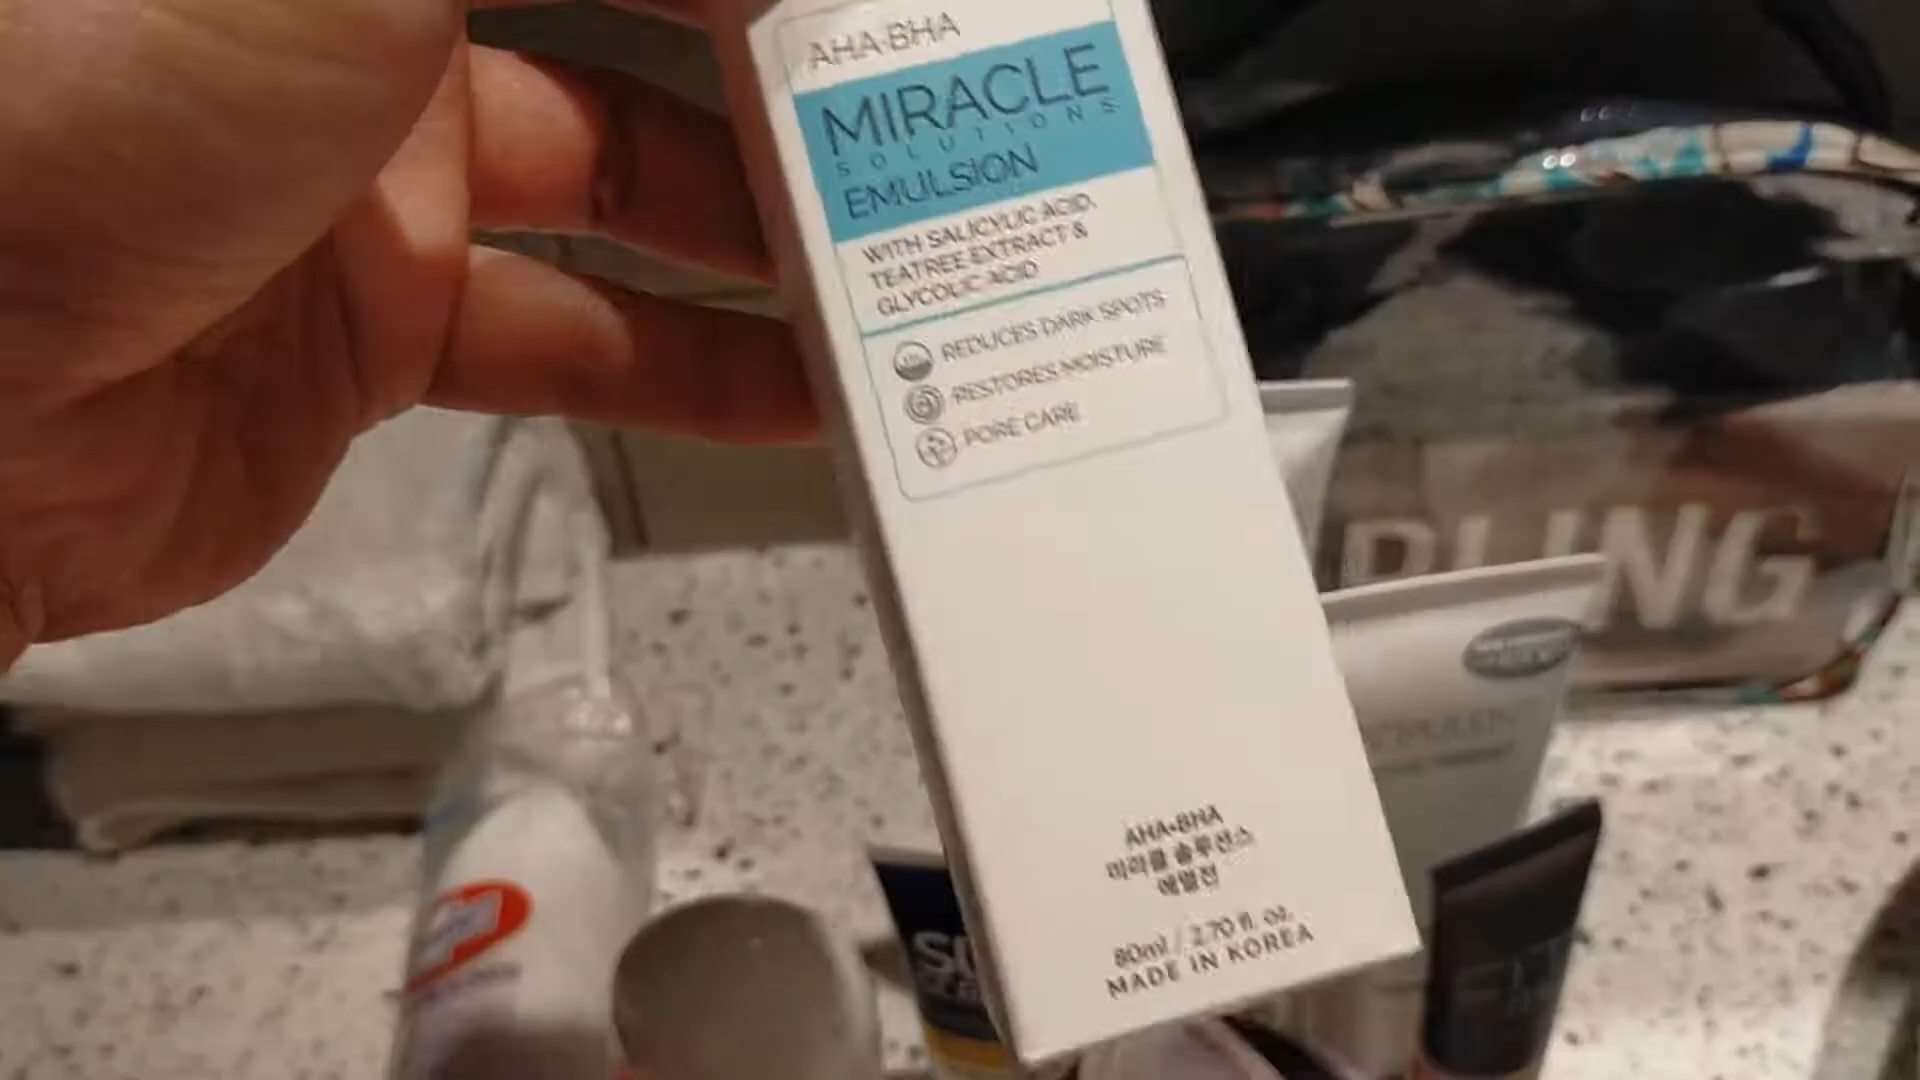 AHA·BHA
MIRACLE
SOLUTIONS
EMULSION
WITH SALICYLIC ACID,
TEATREE EXTRACT &
GLYCOLIC ACID
REDUCES DARK SPOTS
RESTORES MOISTURE
PORE CARE
AHA·BHA
미라클 솔루션스
에멀전
80ml / 2.70 fl. oz.
MADE IN KOREA